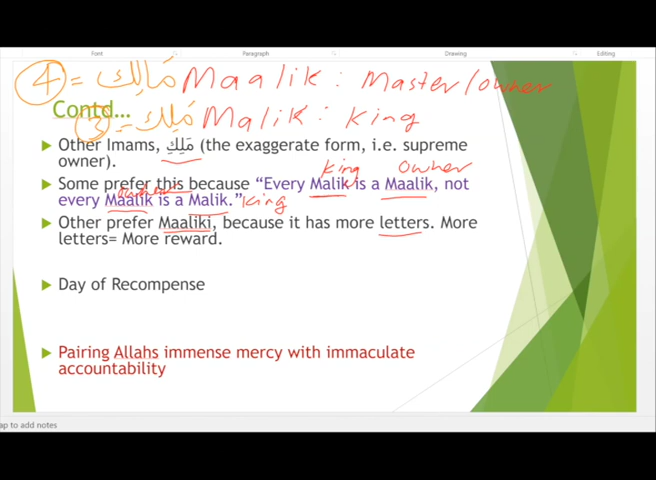 Font Paragraph Drawing Editing
④ = مَالِك Maalik : Master/owner
Contd...
③ = مَلِك Malik : King
Other Imams, مَلِكِ (the exaggerate form, i.e. supreme
owner).
king owner
Some prefer this because “Every Malik is a Maalik, not
owner
every Maalik is a Malik.” King
Other prefer Maaliki, because it has more letters. More
letters= More reward.
Day of Recompense
Pairing Allahs immense mercy with immaculate
accountability
ap to add notes